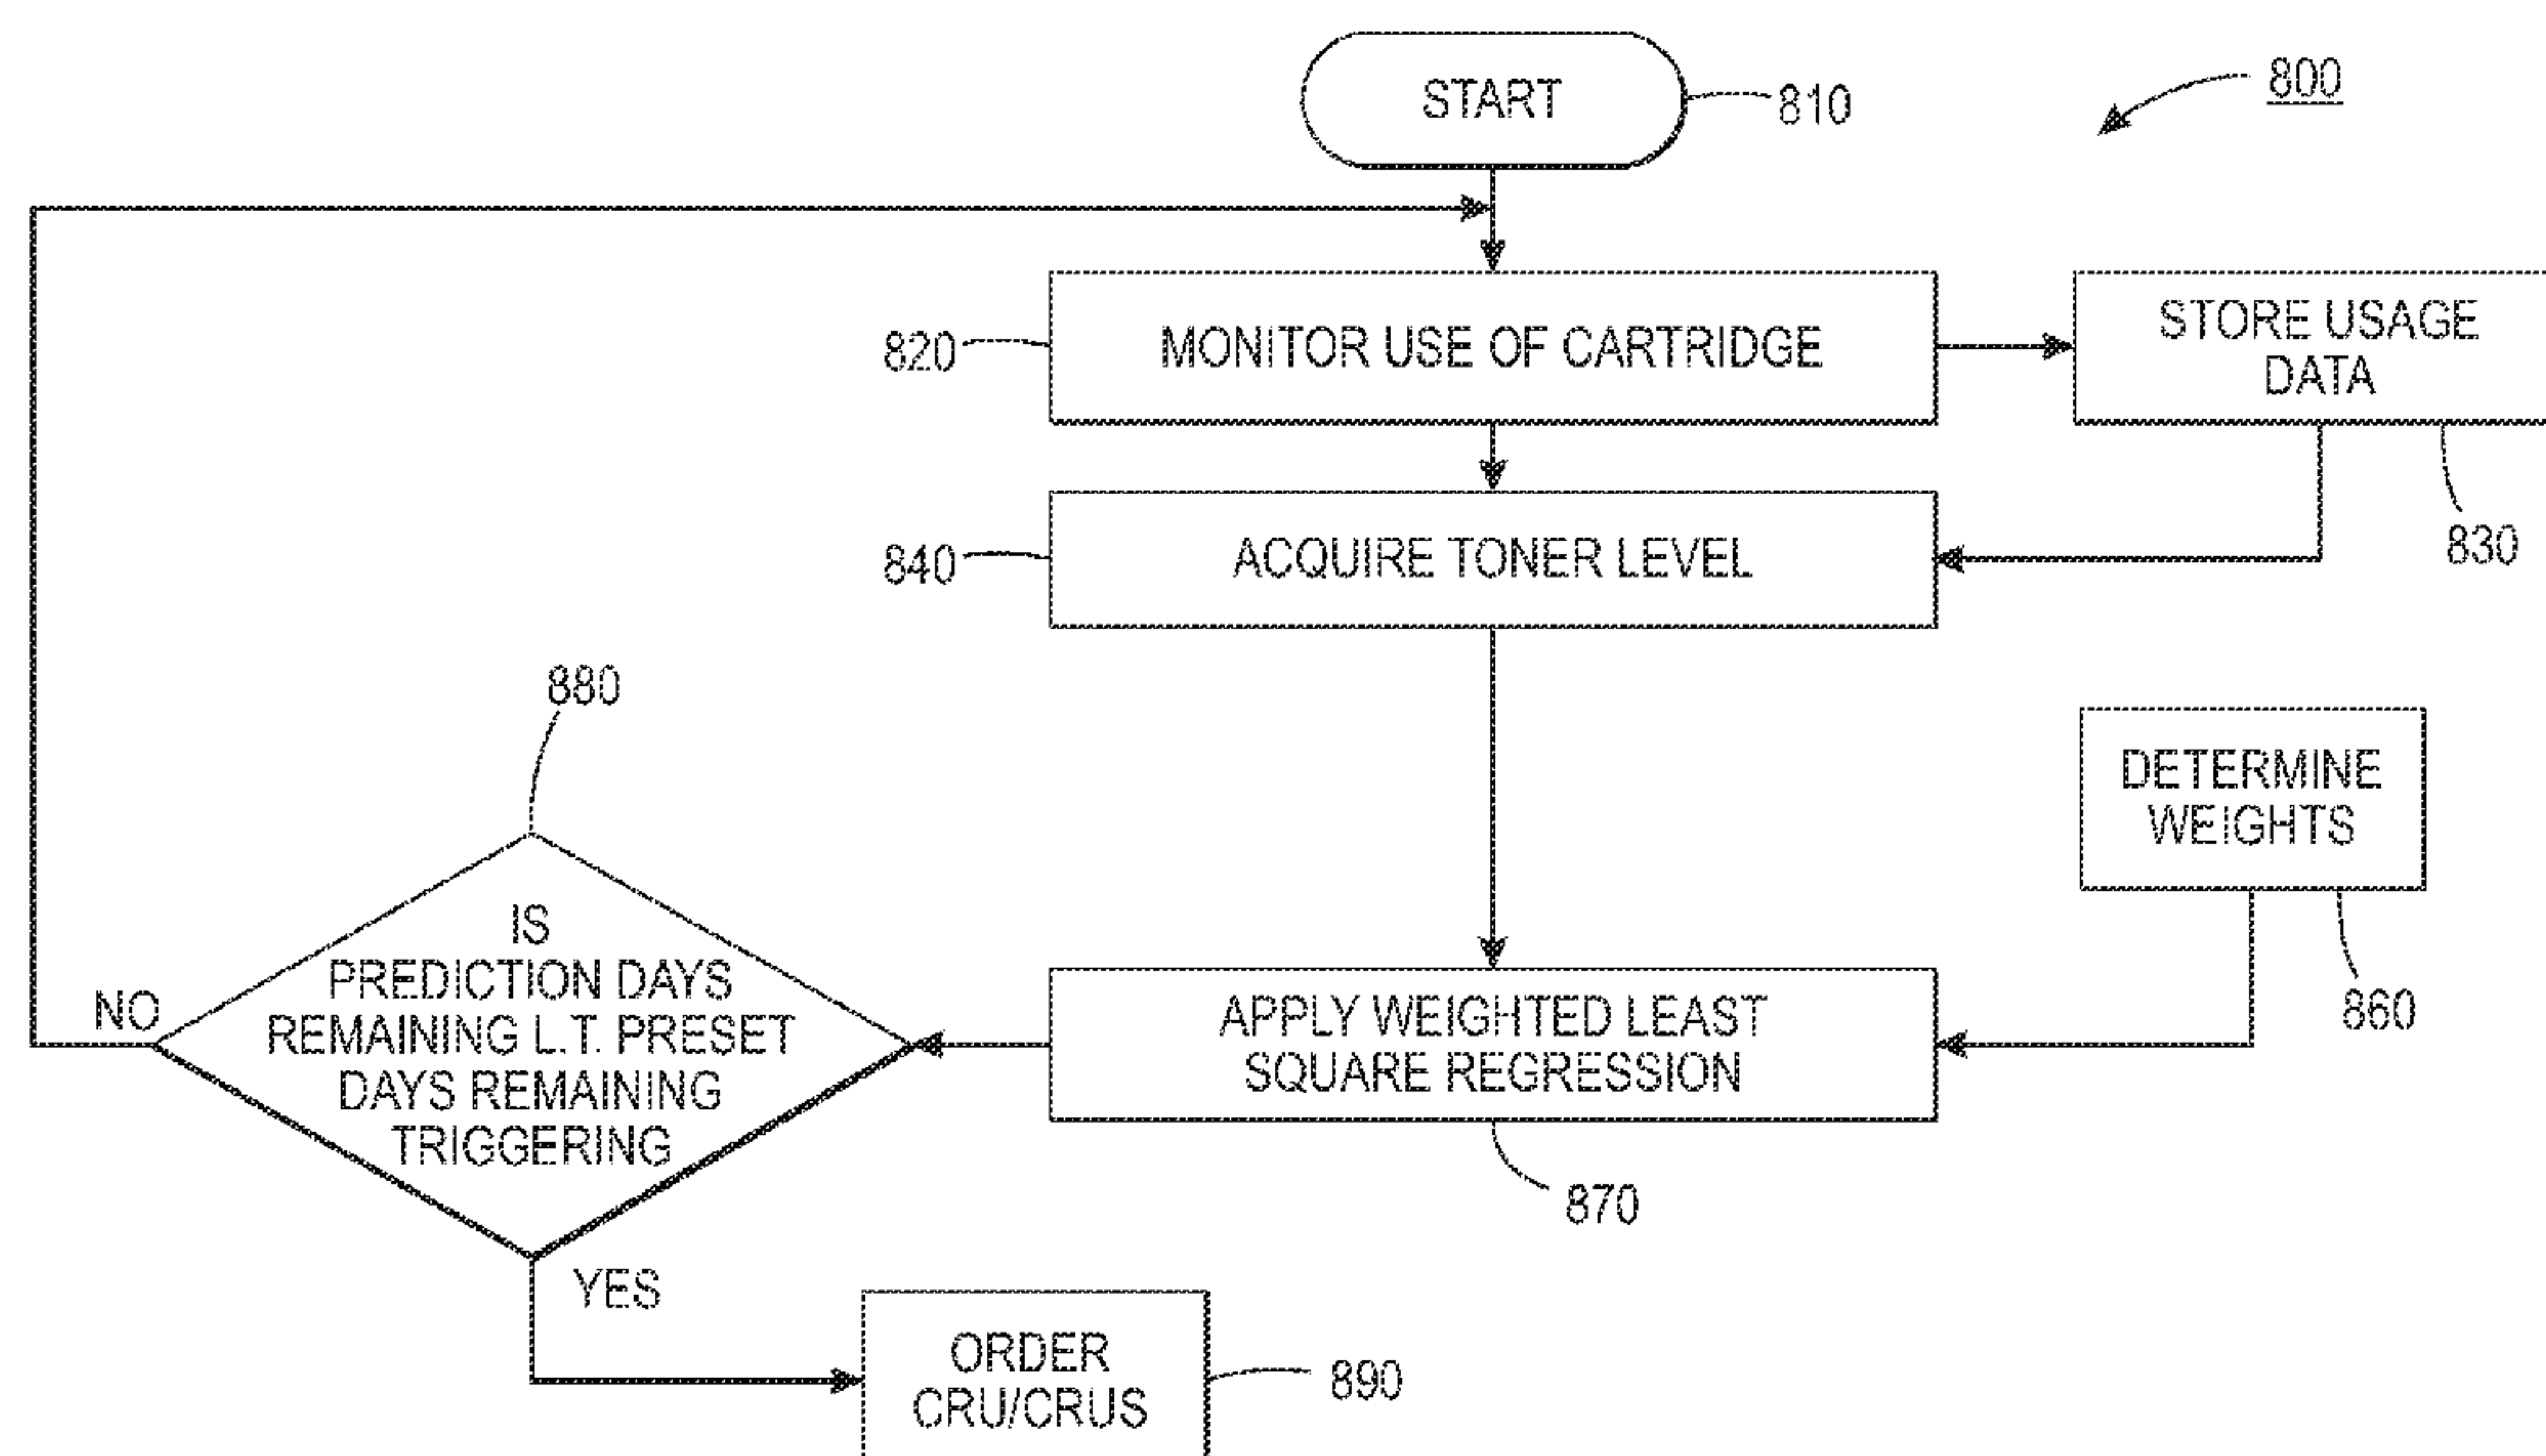 START
810
800
820
MONITOR USE OF CARTRIDGE
STORE USAGE
DATA
830
840
ACQUIRE TONER LEVEL
880
DETERMINE
WEIGHTS
860
IS
PREDICTION DAYS
REMAINING L.T. PRESET
DAYS REMAINING
TRIGGERING
NO
YES
APPLY WEIGHTED LEAST
SQUARE REGRESSION
870
ORDER
CRU/CRUS
890